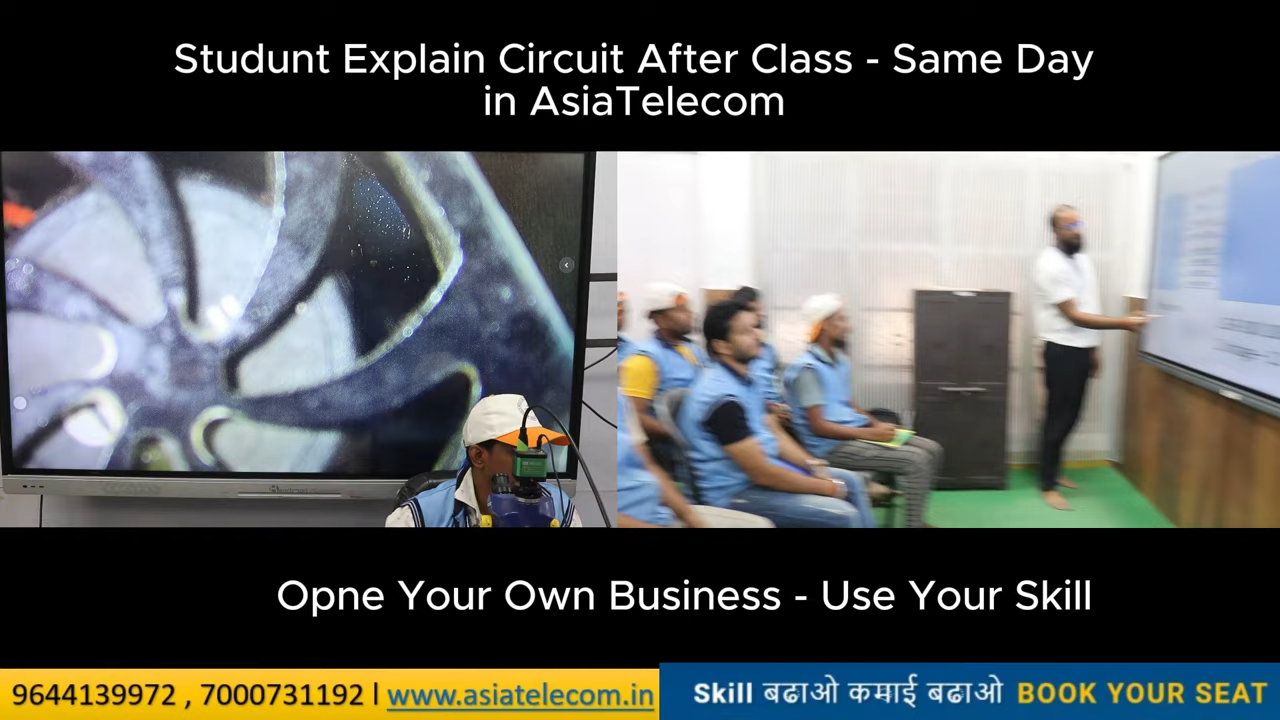 Studunt Explain Circuit After Class - Same Day
in AsiaTelecom
Opne Your Own Business - Use Your Skill
9644139972 , 7000731192 l www.asiatelecom.in
Skill बढाओ कमाई बढाओ BOOK YOUR SEAT